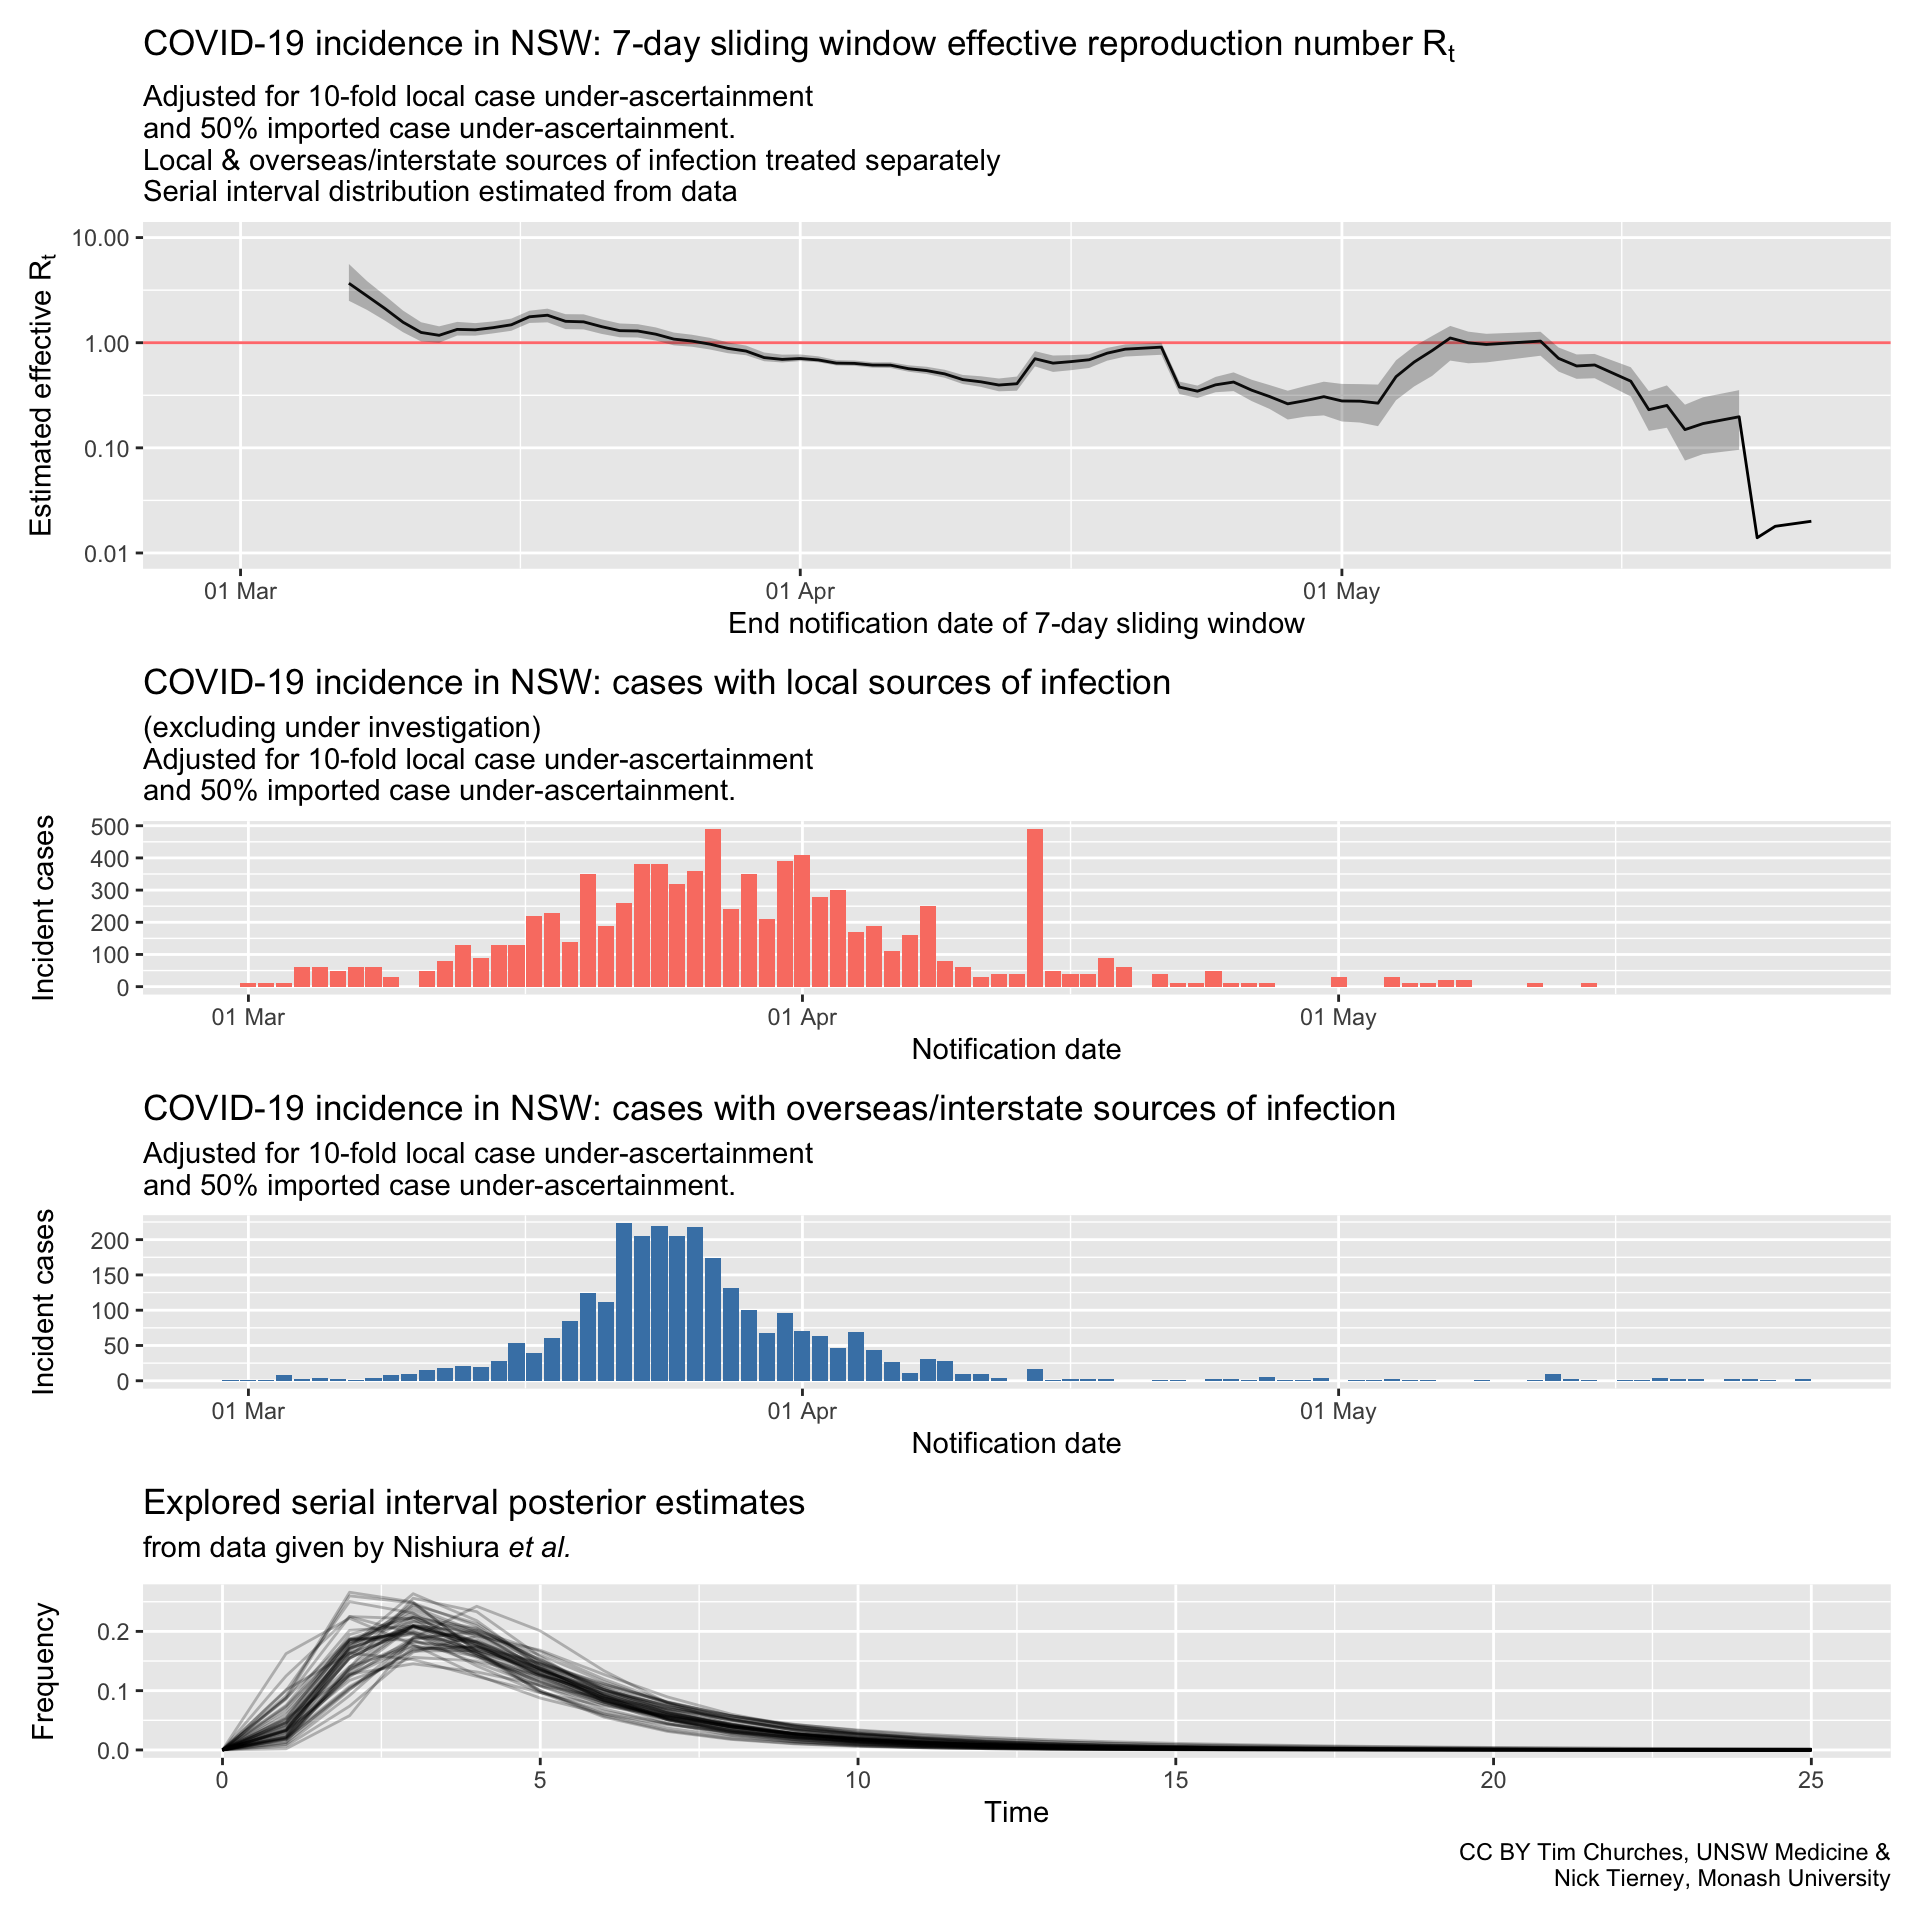 COVID-19 incidence in NSW: 7-day sliding window effective reproduction number Rt
Adjusted for 10-fold local case under-ascertainment
and 50% imported case under-ascertainment.
Local & overseas/interstate sources of infection treated separately
Serial interval distribution estimated from data
Estimated effective Rt
10.00
1.00
0.10
0.01
01 Mar
01 Apr
01 May
End notification date of 7-day sliding window
COVID-19 incidence in NSW: cases with local sources of infection
(excluding under investigation)
Adjusted for 10-fold local case under-ascertainment
and 50% imported case under-ascertainment.
Incident cases
500
400
300
200
100
0
01 Mar
01 Apr
01 May
Notification date
COVID-19 incidence in NSW: cases with overseas/interstate sources of infection
Adjusted for 10-fold local case under-ascertainment
and 50% imported case under-ascertainment.
Incident cases
200
150
100
50
0
01 Mar
01 Apr
01 May
Notification date
Explored serial interval posterior estimates
from data given by Nishiura et al.
Frequency
0.2
0.1
0.0
0
5
10
15
20
25
Time
CC BY Tim Churches, UNSW Medicine &
Nick Tierney, Monash University